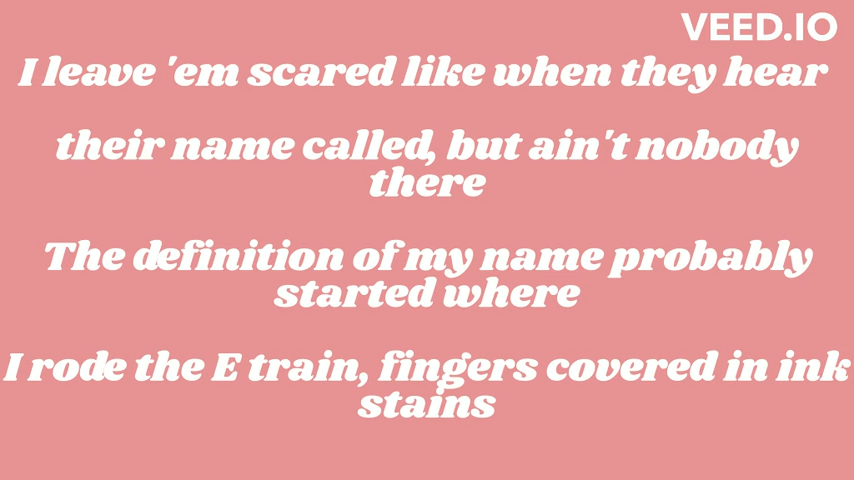 VEED.IO
I leave 'em scared like when they hear
their name called, but ain't nobody
there
The definition of my name probably
started where
I rode the E train, fingers covered in ink
stains